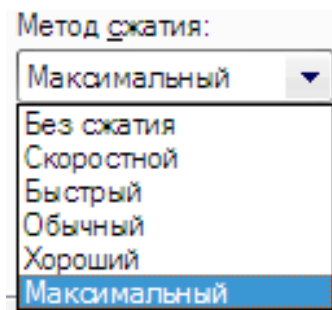 Метод сжатия:
Максимальный
Без сжатия
Скоростной
Быстрый
Обычный
Хороший
Максимальный